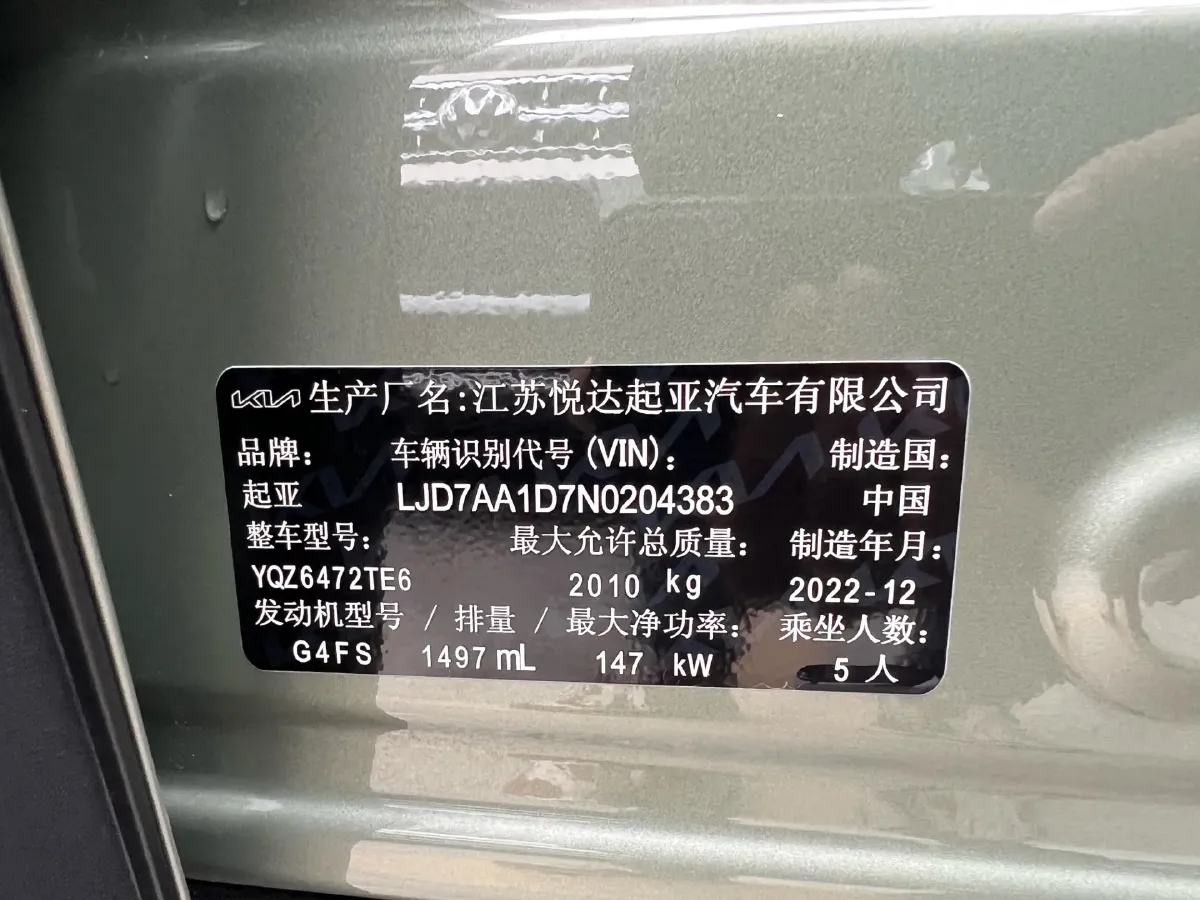 KIA 生产厂名:江苏悦达起亚汽车有限公司
品牌: 车辆识别代号(VIN): 制造国:
起亚 LJD7AA1D7N0204383 中国
整车型号: 最大允许总质量: 制造年月:
YQZ6472TE6 2010 kg 2022-12
发动机型号 / 排量 / 最大净功率: 乘坐人数:
G4FS 1497 mL 147 kW 5 人